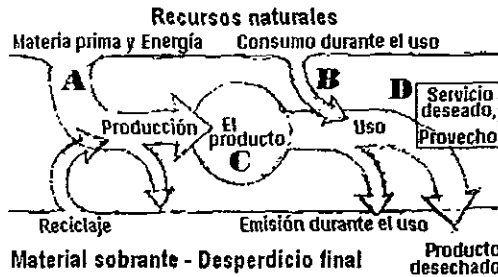 Recursos naturales
Materia prima y Energía
Consumo durante el uso
A
B
D
Servicio
deseado,
Provecho
Producción
El
producto
C
Uso
Reciclaje
Emisión durante el uso
Material sobrante - Desperdicio final
Producto
desechado